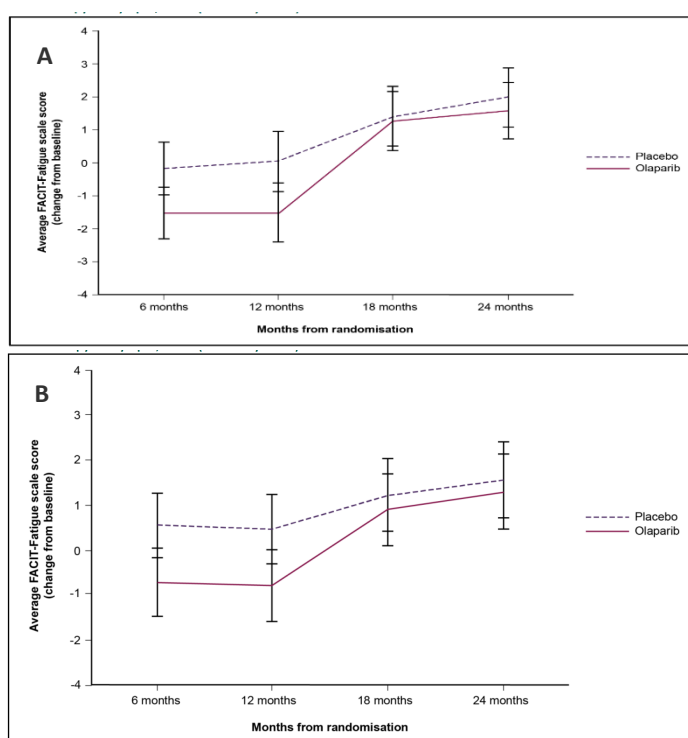 A
Average FACIT-Fatigue scale score
(change from baseline)
4
3
2
1
0
-1
-2
-3
-4
6 months
12 months
18 months
24 months
Months from randomisation
Placebo
Olaparib
B
Average FACIT-Fatigue scale score
(change from baseline)
4
3
2
1
0
-1
-2
-4
6 months
12 months
18 months
24 months
Months from randomisation
Placebo
Olaparib